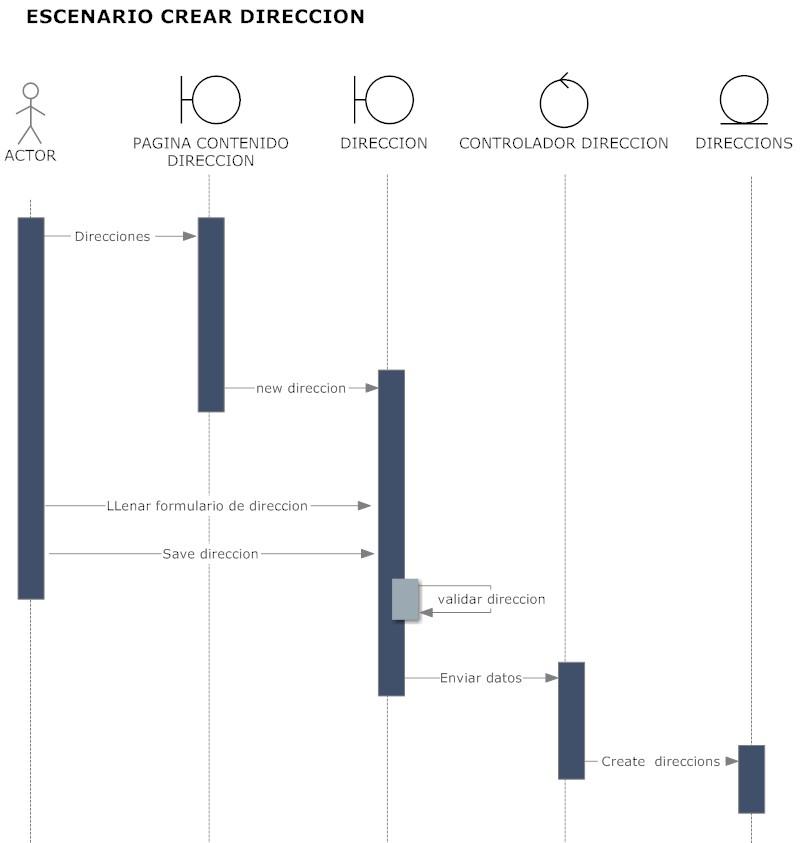 ESCENARIO CREAR DIRECCION
ACTOR
PAGINA CONTENIDO
DIRECCION
DIRECCION
CONTROLADOR DIRECCION
DIRECCIONS
Direcciones
new direccion
LLenar formulario de direccion
Save direccion
validar direccion
Enviar datos
Create direccions